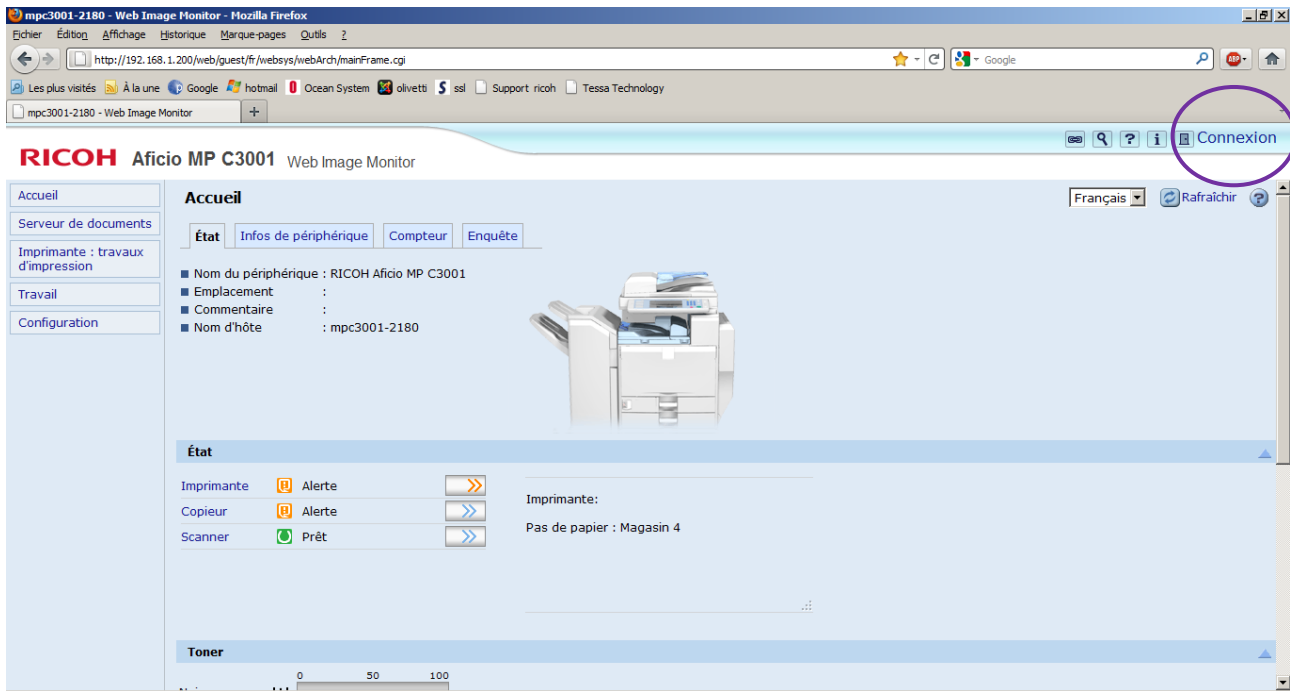 mpc3001-2180 - Web Image Monitor - Mozilla Firefox
Fichier Édition Affichage Historique Marque-pages Outils ?
http://192.168.1.200/web/guest/fr/websys/webArch/mainFrame.cgi Google ABP
Les plus visités À la une Google hotmail Ocean System olivetti ssl Support ricoh Tessa Technology
mpc3001-2180 - Web Image Monitor +
Connexion
RICOH Aficio MP C3001 Web Image Monitor
Accueil
Serveur de documents
Imprimante : travaux
d'impression
Travail
Configuration
Accueil
Français Rafraîchir ?
État Infos de périphérique Compteur Enquête
Nom du périphérique : RICOH Aficio MP C3001
Emplacement :
Commentaire :
Nom d'hôte : mpc3001-2180
État
Imprimante Alerte
Copieur Alerte
Scanner Prêt
Imprimante:
Pas de papier : Magasin 4
Toner
0 50 100